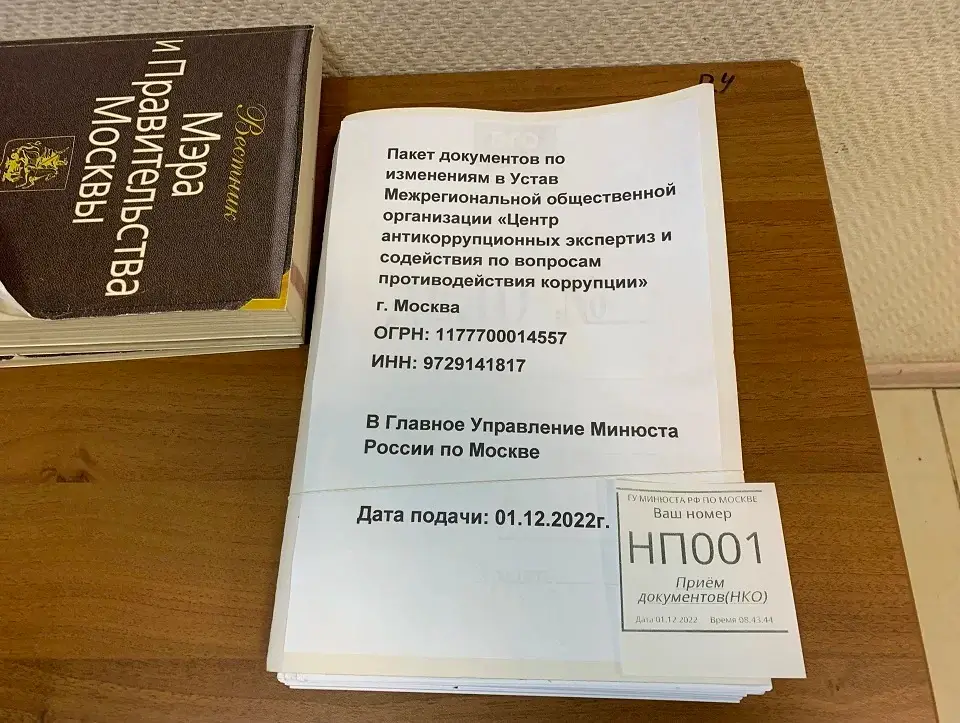 Вестник
Мэра
и Правительства
Москвы
Пакет документов по
изменениям в Устав
Межрегиональной общественной
организации «Центр
антикоррупционных экспертиз и
содействия по вопросам
противодействия коррупции»
г. Москва
ОГРН: 1177700014557
ИНН: 9729141817
В Главное Управление Минюста
России по Москве
Дата подачи: 01.12.2022г.
ГУ МИНЮСТА РФ ПО МОСКВЕ
Ваш номер
НП001
Приём
документов(НКО)
Дата 01.12.2022 Время 08:43:44